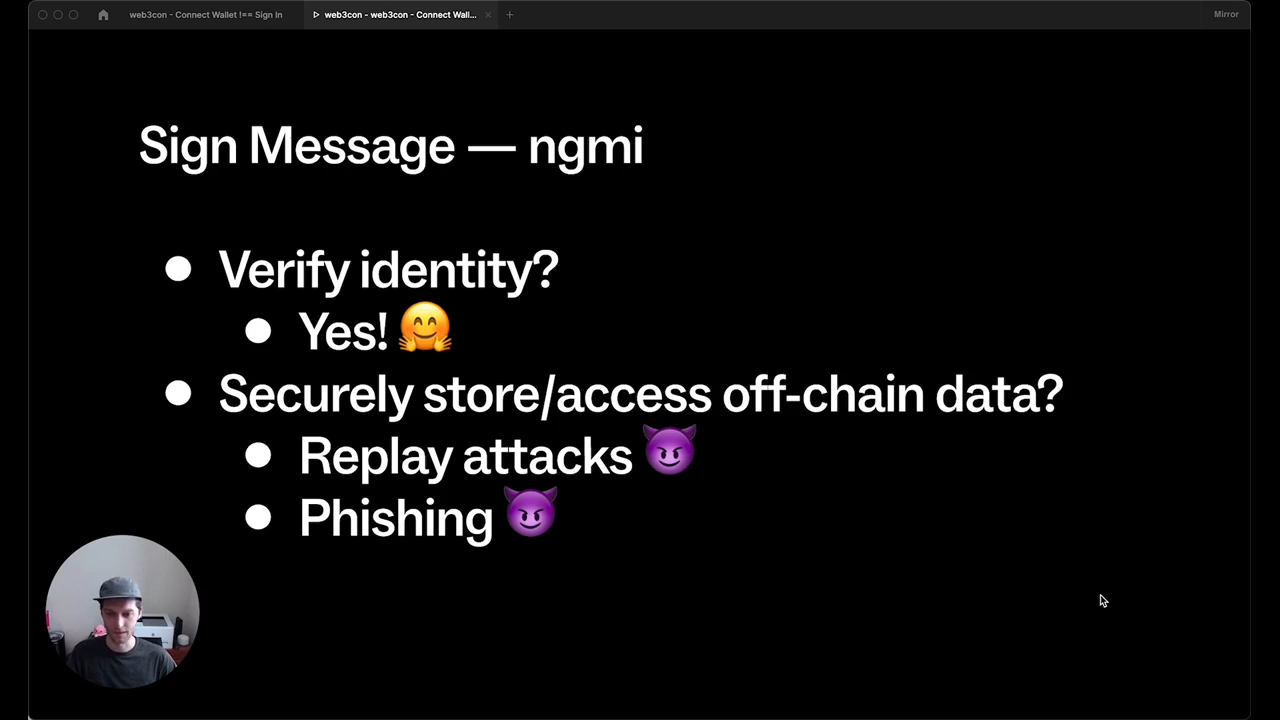 web3con - Connect Wallet !== Sign In
web3con - web3con - Connect Wall...
Mirror
Sign Message — ngmi
Verify identity?
Yes! 🤗
Securely store/access off-chain data?
Replay attacks 😈
Phishing 😈